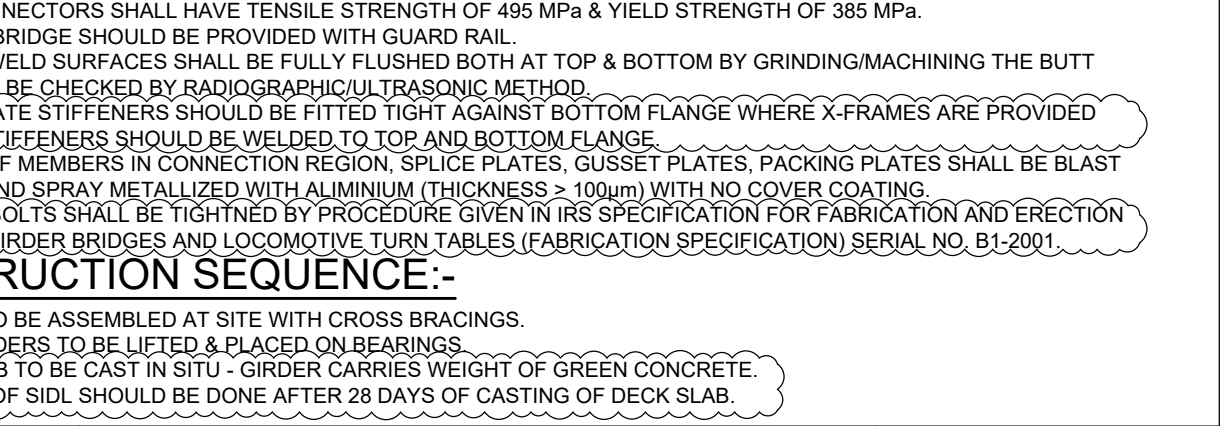 NECTORS SHALL HAVE TENSILE STRENGTH OF 495 MPa & YIELD STRENGTH OF 385 MPa.
BRIDGE SHOULD BE PROVIDED WITH GUARD RAIL.
WELD SURFACES SHALL BE FULLY FLUSHED BOTH AT TOP & BOTTOM BY GRINDING/MACHINING THE BUTT
BE CHECKED BY RADIOGRAPHIC/ULTRASONIC METHOD.
ATE STIFFENERS SHOULD BE FITTED TIGHT AGAINST BOTTOM FLANGE WHERE X-FRAMES ARE PROVIDED
TIFFENERS SHOULD BE WELDED TO TOP AND BOTTOM FLANGE.
F MEMBERS IN CONNECTION REGION, SPLICE PLATES, GUSSET PLATES, PACKING PLATES SHALL BE BLAST
ND SPRAY METALLIZED WITH ALIMINIUM (THICKNESS > 100µm) WITH NO COVER COATING.
BOLTS SHALL BE TIGHTNED BY PROCEDURE GIVEN IN IRS SPECIFICATION FOR FABRICATION AND ERECTION
IRDER BRIDGES AND LOCOMOTIVE TURN TABLES (FABRICATION SPECIFICATION) SERIAL NO. B1-2001.
RUCTION SEQUENCE:-
O BE ASSEMBLED AT SITE WITH CROSS BRACINGS.
DERS TO BE LIFTED & PLACED ON BEARINGS
B TO BE CAST IN SITU - GIRDER CARRIES WEIGHT OF GREEN CONCRETE.
OF SIDL SHOULD BE DONE AFTER 28 DAYS OF CASTING OF DECK SLAB.